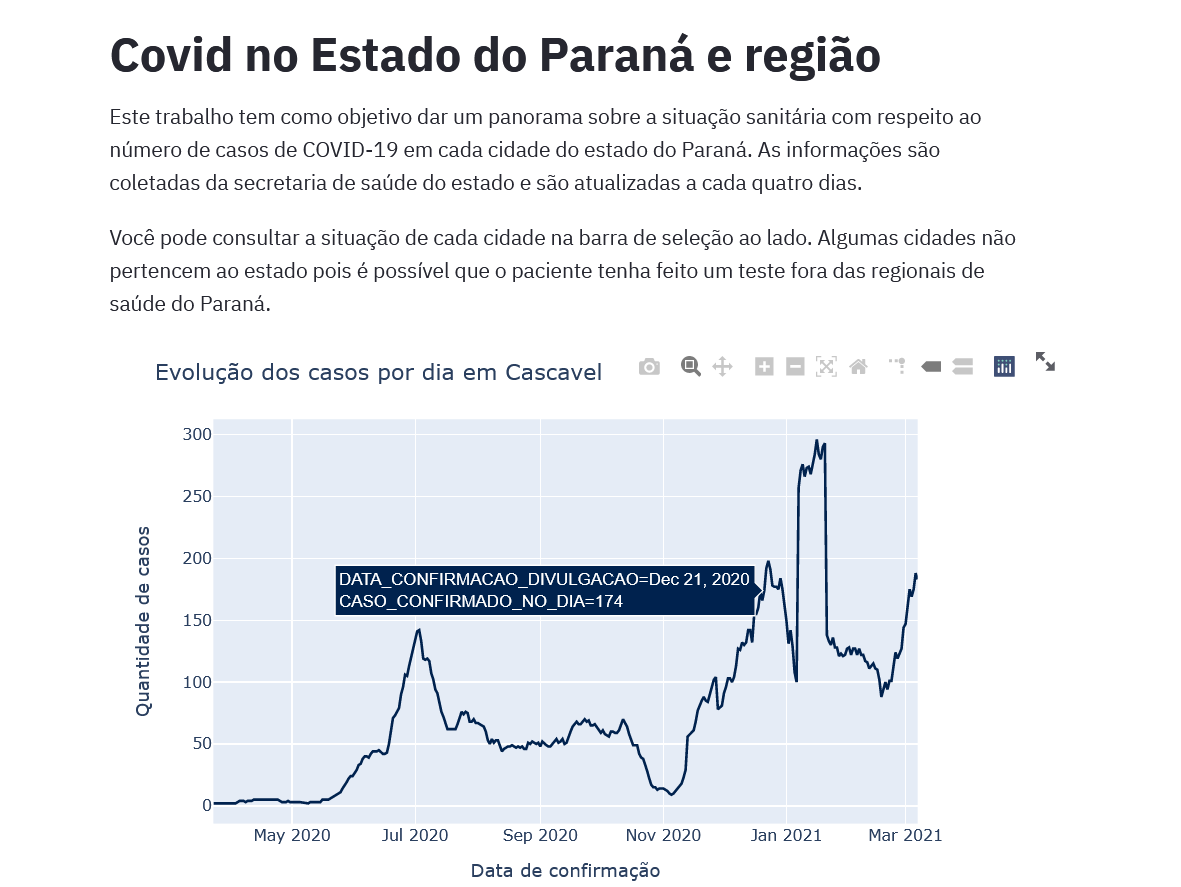 Covid no Estado do Paraná e região
Este trabalho tem como objetivo dar um panorama sobre a situação sanitária com respeito ao
número de casos de COVID-19 em cada cidade do estado do Paraná. As informações são
coletadas da secretaria de saúde do estado e são atualizadas a cada quatro dias.
Você pode consultar a situação de cada cidade na barra de seleção ao lado. Algumas cidades não
pertencem ao estado pois é possível que o paciente tenha feito um teste fora das regionais de
saúde do Paraná.
Evolução dos casos por dia em Cascavel
300
250
200
150
100
50
0
Quantidade de casos
DATA_CONFIRMACAO_DIVULGACAO=Dec 21, 2020
CASO_CONFIRMADO_NO_DIA=174
May 2020 Jul 2020 Sep 2020 Nov 2020 Jan 2021 Mar 2021
Data de confirmação